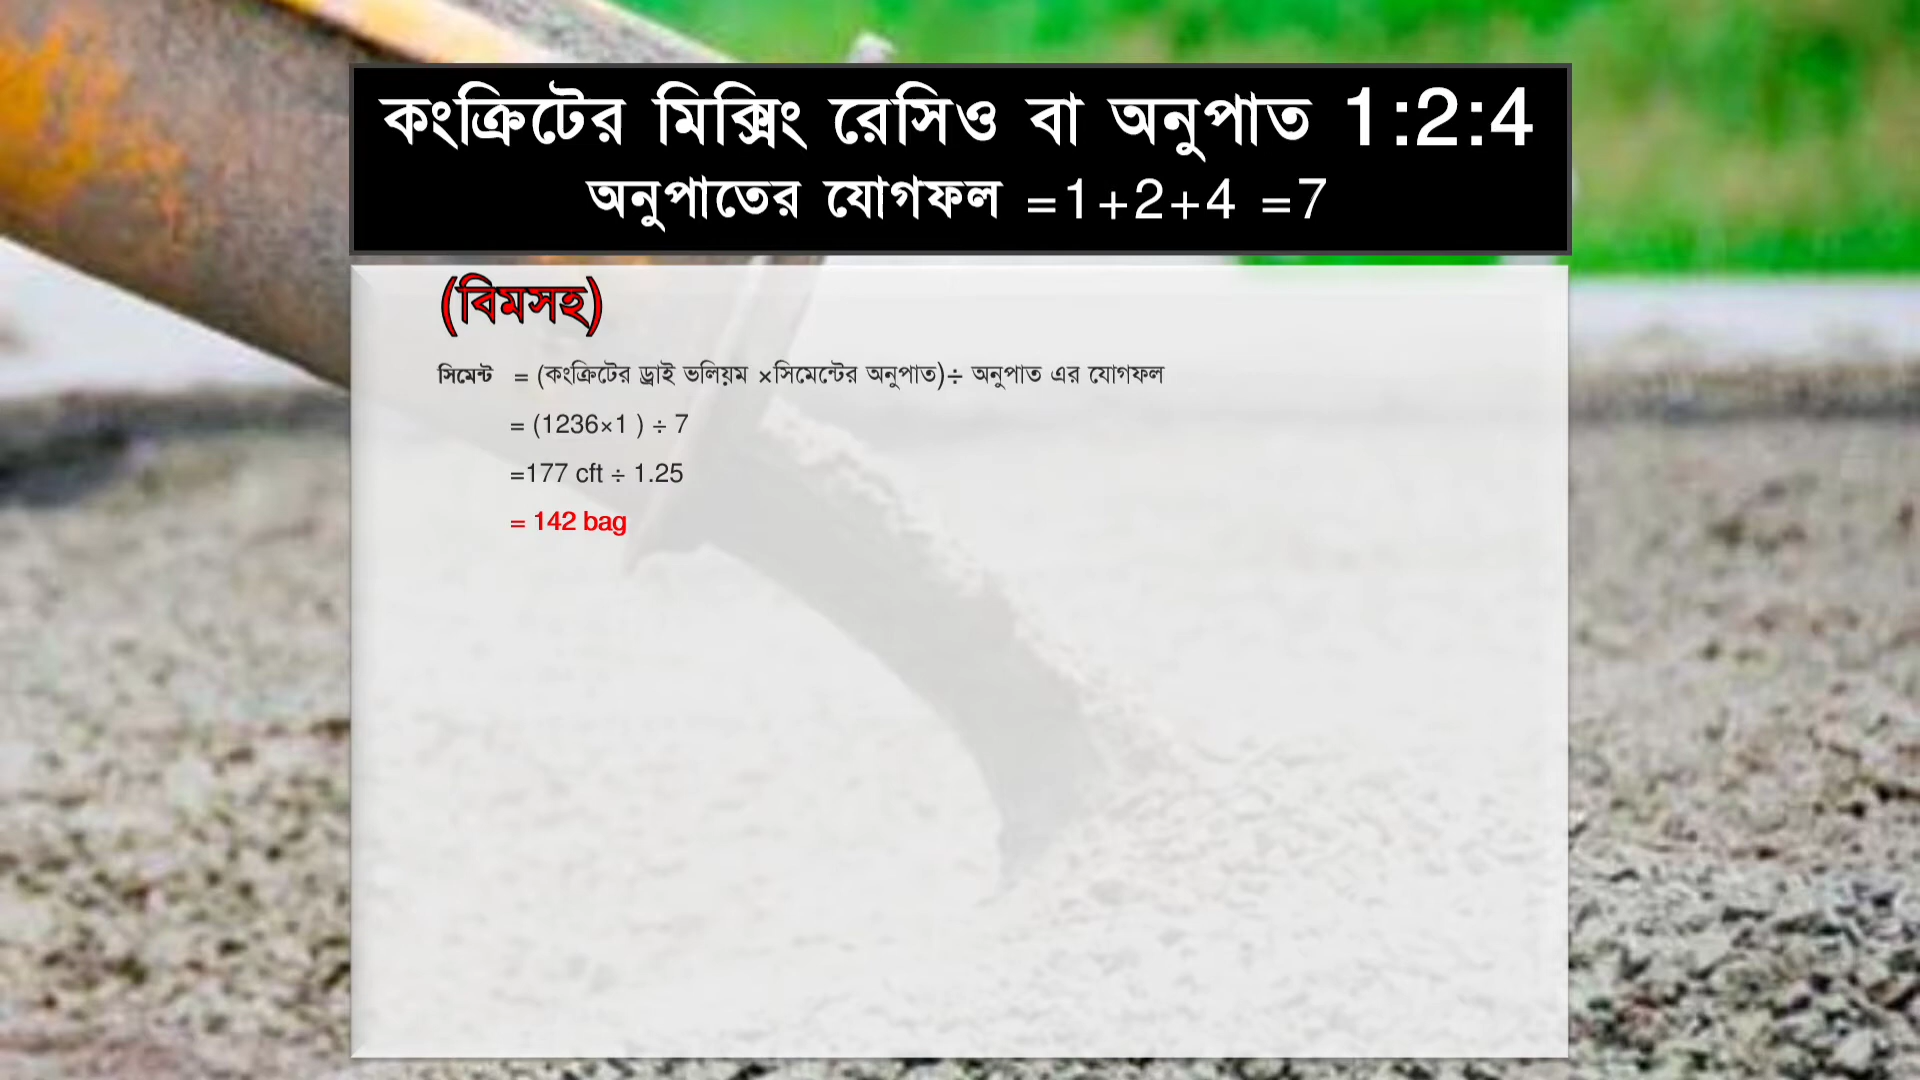 কংক্রিটের মিক্সিং রেসিও বা অনুপাত 1:2:4
অনুপাতের যোগফল =1+2+4 =7
(বিমসহ)
সিমেন্ট = (কংক্রিটের ড্রাই ভলিয়ম ×সিমেন্টের অনুপাত)÷ অনুপাত এর যোগফল
= (1236×1 ) ÷ 7
=177 cft ÷ 1.25
= 142 bag